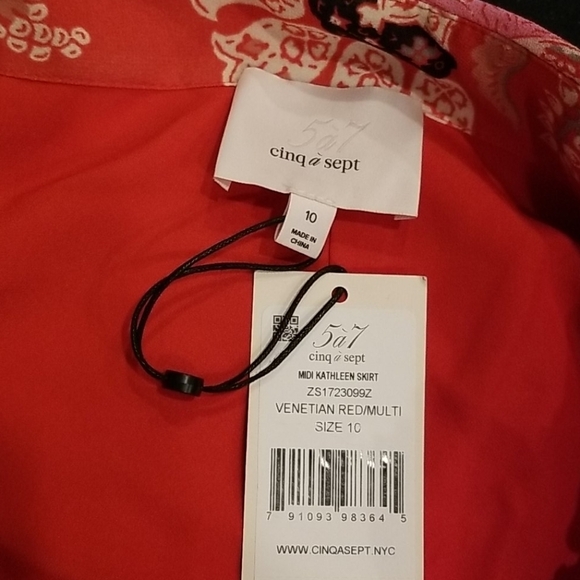 5à7
cinq à sept
10
MADE IN
CHINA
5à7
cinq à sept
MIDI KATHLEEN SKIRT
ZS1723099Z
VENETIAN RED/MULTI
SIZE 10
7 91093 98364 5
WWW.CINQASEPT.NYC